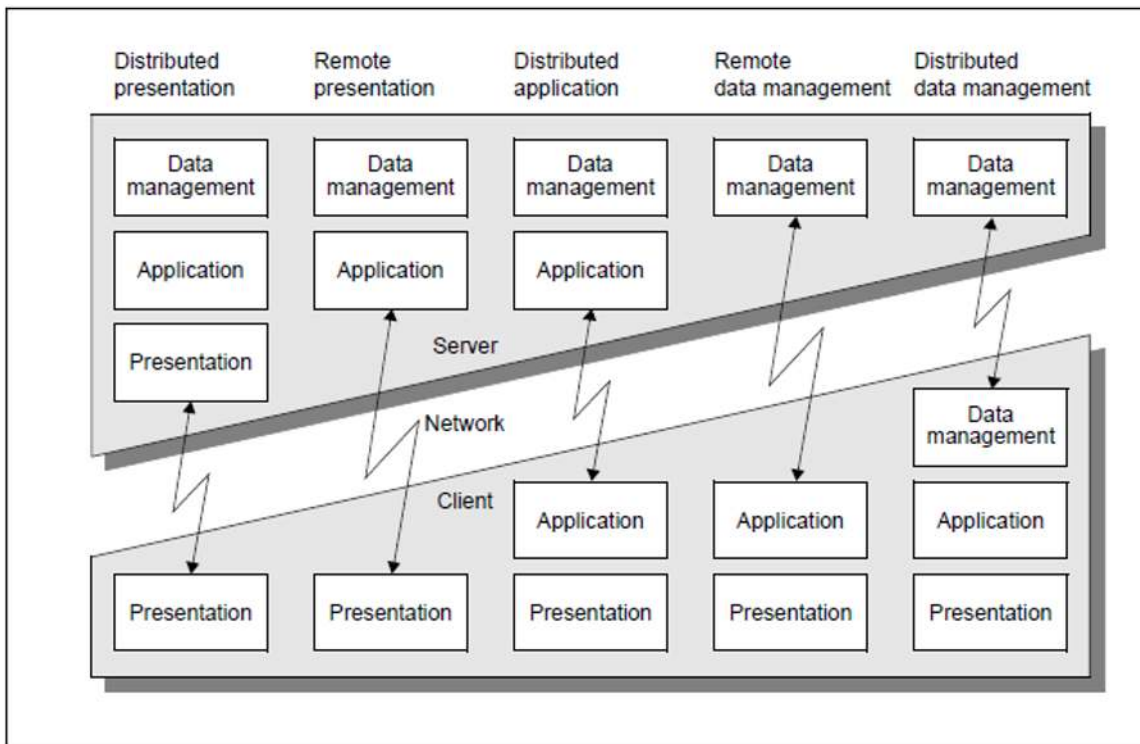 Distributed
presentation
Remote
presentation
Distributed
application
Remote
data management
Distributed
data management
Data
management
Data
management
Data
management
Data
management
Data
management
Application
Application
Application
Presentation
Server
Network
Client
Data
management
Application
Application
Application
Presentation
Presentation
Presentation
Presentation
Presentation